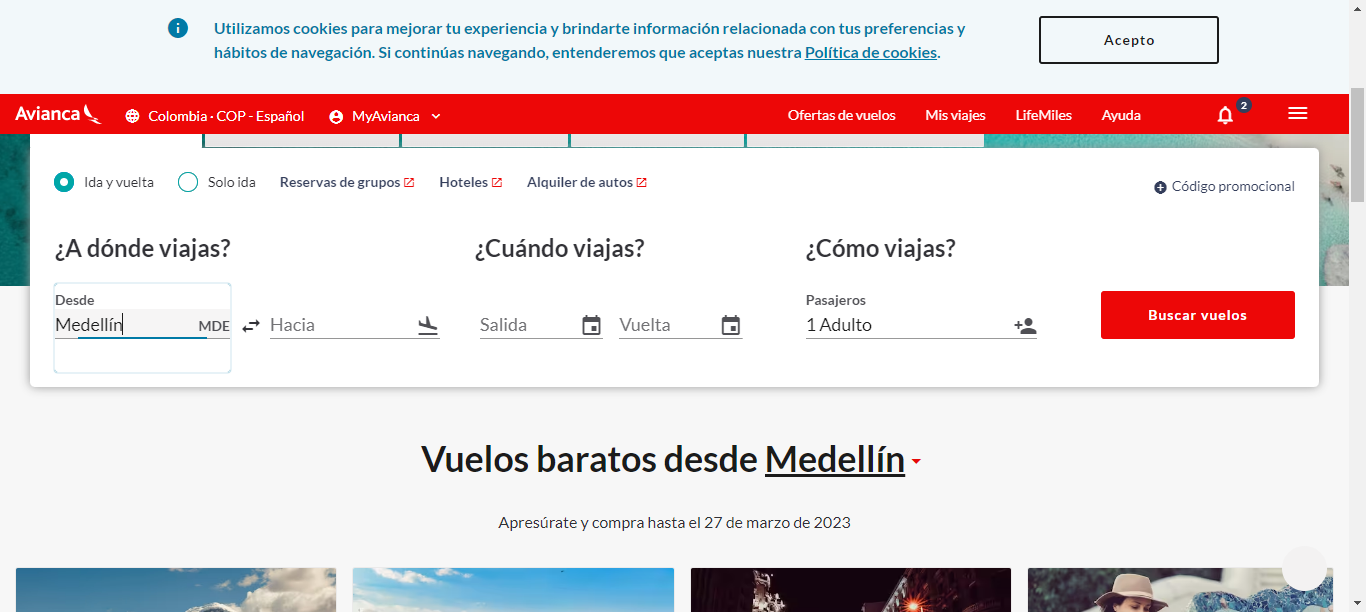 Utilizamos cookies para mejorar tu experiencia y brindarte información relacionada con tus preferencias y
hábitos de navegación. Si continúas navegando, entenderemos que aceptas nuestra Política de cookies.
Acepto
Avianca
Colombia · COP - Español
MyAvianca
Ofertas de vuelos
Mis viajes
LifeMiles
Ayuda
2
Ida y vuelta
Solo ida
Reservas de grupos
Hoteles
Alquiler de autos
Código promocional
¿A dónde viajas?
¿Cuándo viajas?
¿Cómo viajas?
Desde
Medellín MDE
Hacia
Salida
Vuelta
Pasajeros
1 Adulto
Buscar vuelos
Vuelos baratos desde Medellín
Apresúrate y compra hasta el 27 de marzo de 2023